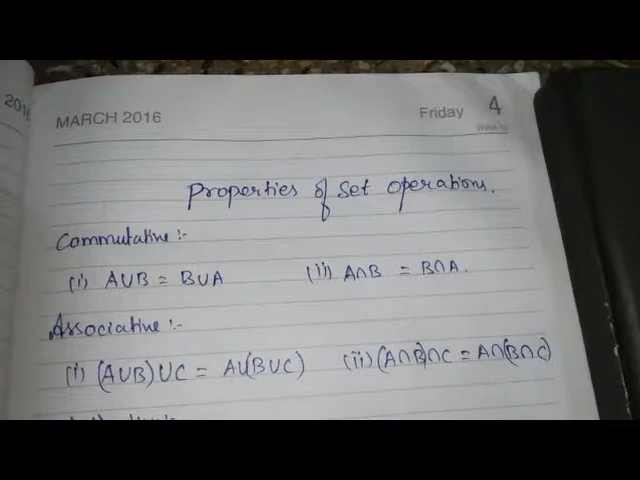 2016
MARCH 2016
Friday 4
Properties of Set Operations.
Commutative :-
(i) A∪B = B∪A (ii) A∩B = B∩A.
Associative :-
(i) (A∪B)∪C = A∪(B∪C) (ii) (A∩B)∩C = A∩(B∩C)